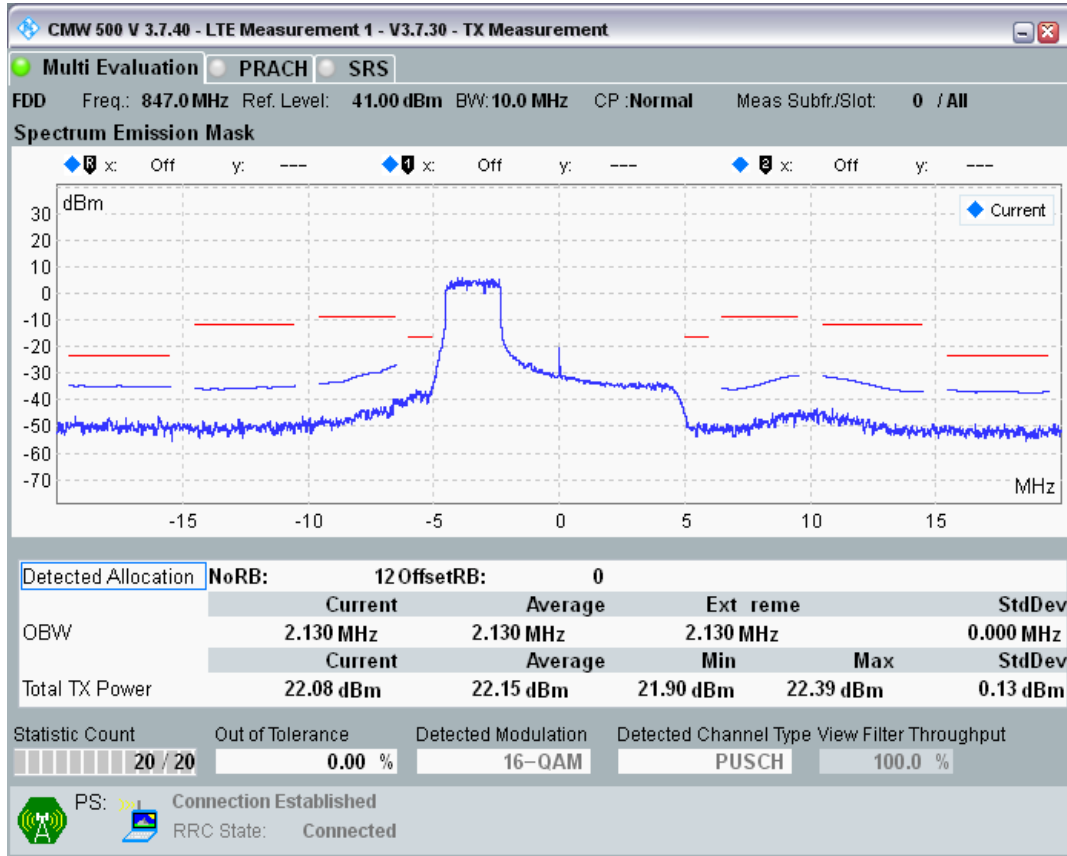 CMW 500 V 3.7.40 - LTE Measurement 1 - V3.7.30 - TX Measurement
Multi Evaluation PRACH SRS
FDD Freq.: 847.0 MHz Ref. Level: 41.00 dBm BW: 10.0 MHz CP :Normal Meas Subfr./Slot: 0 / All
Spectrum Emission Mask
R x: Off y: --- 1 x: Off y: --- 2 x: Off y: ---
dBm
Current
30
20
10
0
-10
-20
-30
-40
-50
-60
-70
MHz
-15 -10 -5 0 5 10 15
Detected Allocation NoRB: 12 OffsetRB: 0
Current Average Ext reme StdDev
OBW 2.130 MHz 2.130 MHz 2.130 MHz 0.000 MHz
Current Average Min Max StdDev
Total TX Power 22.08 dBm 22.15 dBm 21.90 dBm 22.39 dBm 0.13 dBm
Statistic Count Out of Tolerance Detected Modulation Detected Channel Type View Filter Throughput
20 / 20 0.00 % 16-QAM PUSCH 100.0 %
PS: Connection Established
RRC State: Connected